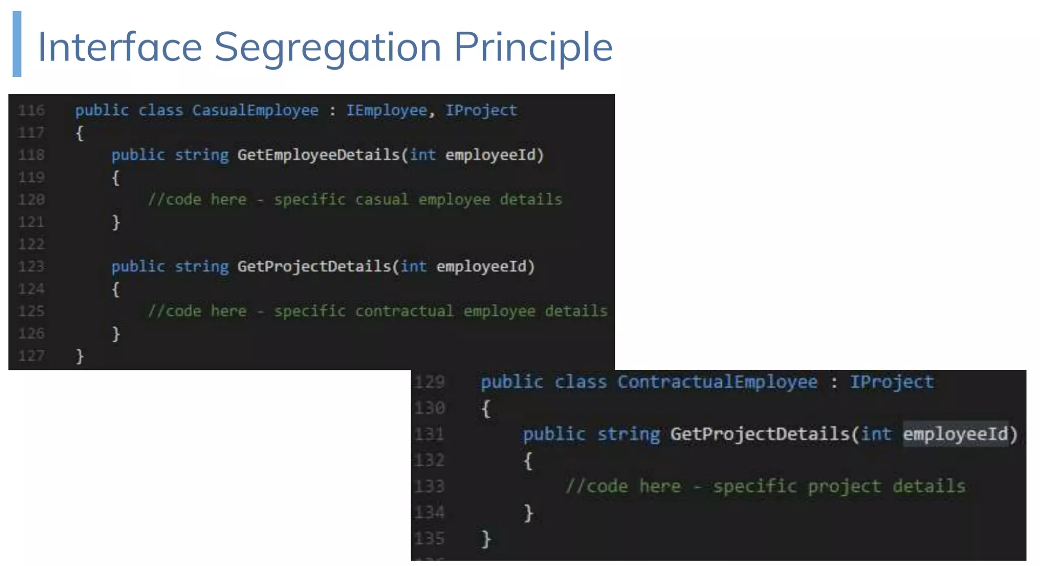 Interface Segregation Principle
116 public class CasualEmployee : IEmployee, IProject
117 {
118 public string GetEmployeeDetails(int employeeId)
119 {
120 //code here - specific casual employee details
121 }
122
123 public string GetProjectDetails(int employeeId)
124 {
125 //code here - specific contractual employee details
126 }
127 }
129 public class ContractualEmployee : IProject
130 {
131 public string GetProjectDetails(int employeeId)
132 {
133 //code here - specific project details
134 }
135 }